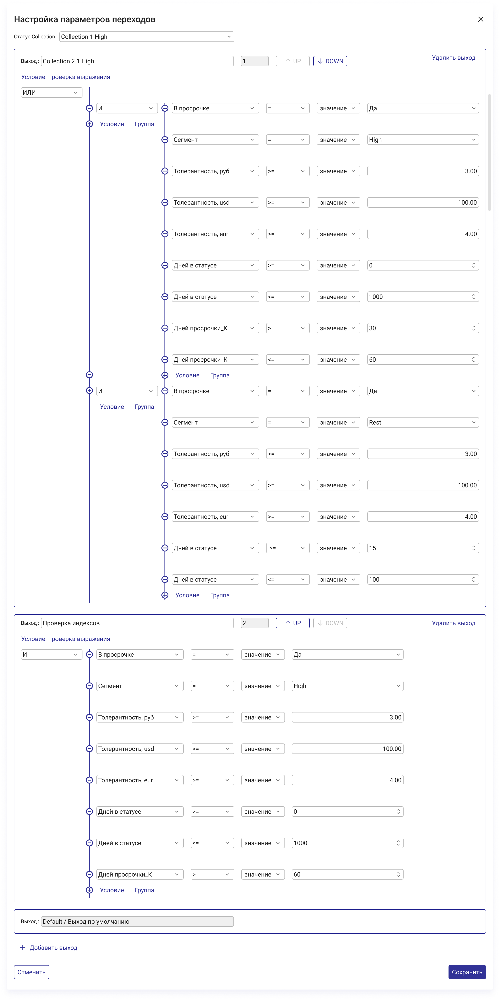 Настройка параметров переходов
Статус Collection : Collection 1 High
Выход : Collection 2.1 High 1 UP DOWN Удалить выход
Условие: проверка выражения
ИЛИ
И В просрочке = значение Да
Условие Группа
Сегмент = значение High
Толерантность, руб >= значение 3.00
Толерантность, usd >= значение 100.00
Толерантность, eur >= значение 4.00
Дней в статусе >= значение 0
Дней в статусе <= значение 1000
Дней просрочки_К > значение 30
Дней просрочки_К <= значение 60
Условие Группа
И В просрочке = значение Да
Условие Группа
Сегмент = значение Rest
Толерантность, руб >= значение 3.00
Толерантность, usd >= значение 100.00
Толерантность, eur >= значение 4.00
Дней в статусе >= значение 15
Дней в статусе <= значение 100
Условие Группа
Выход : Проверка индексов 2 UP DOWN Удалить выход
Условие: проверка выражения
И В просрочке = значение Да
Сегмент = значение High
Толерантность, руб >= значение 3.00
Толерантность, usd >= значение 100.00
Толерантность, eur >= значение 4.00
Дней в статусе >= значение 0
Дней в статусе <= значение 1000
Дней просрочки_К > значение 60
Условие Группа
Выход : Default / Выход по умолчанию
Добавить выход
Отменить Сохранить